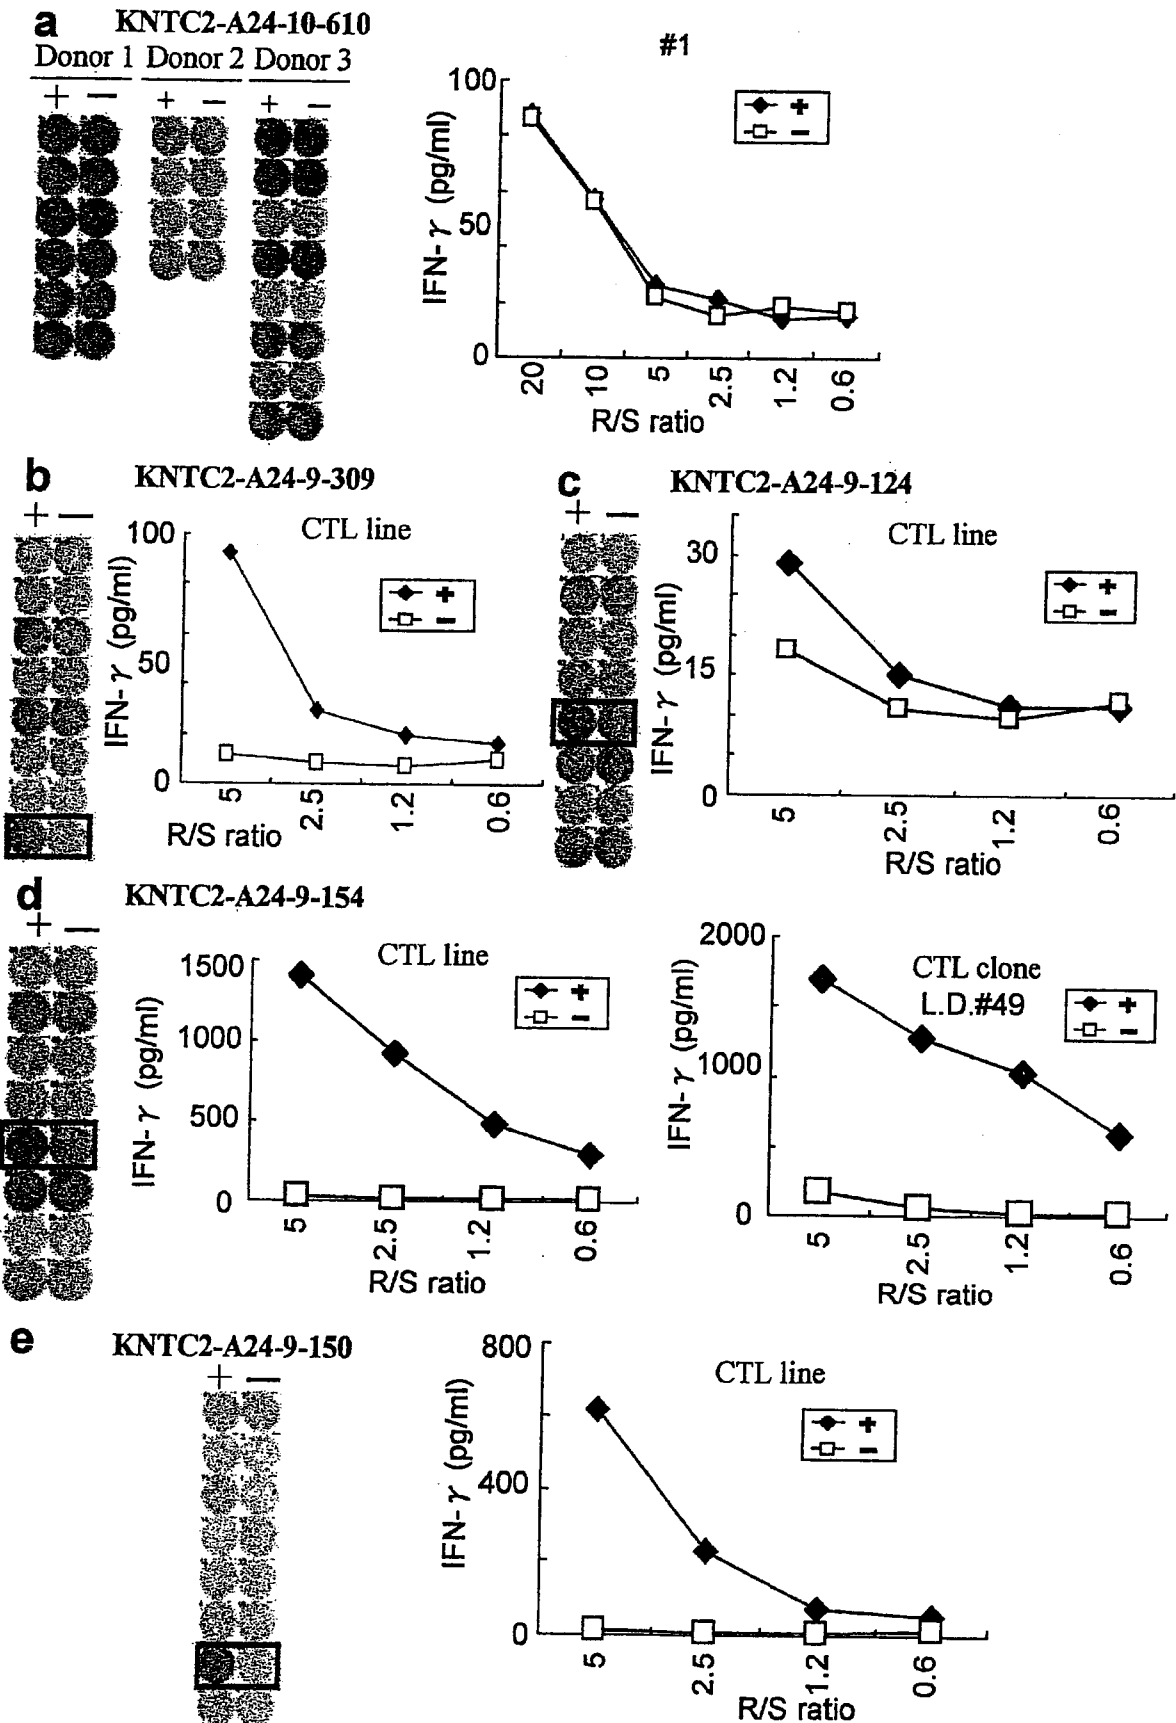 a KNTC2-A24-10-610
Donor 1 Donor 2 Donor 3
+ − + − + −
#1
100
50
0
IFN-γ (pg/ml)
+
−
20 10 5 2.5 1.2 0.6
R/S ratio
b KNTC2-A24-9-309
+ −
CTL line
100
50
0
IFN-γ (pg/ml)
+
−
5 2.5 1.2 0.6
R/S ratio
c KNTC2-A24-9-124
+ −
CTL line
30
15
0
IFN-γ (pg/ml)
+
−
5 2.5 1.2 0.6
R/S ratio
d KNTC2-A24-9-154
+ −
CTL line
1500
1000
500
0
IFN-γ (pg/ml)
+
−
5 2.5 1.2 0.6
R/S ratio
CTL clone
L.D.#49
2000
1000
0
IFN-γ (pg/ml)
+
−
5 2.5 1.2 0.6
R/S ratio
e KNTC2-A24-9-150
+ −
CTL line
800
400
0
IFN-γ (pg/ml)
+
−
5 2.5 1.2 0.6
R/S ratio